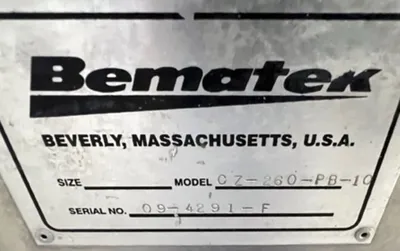 Bematek
BEVERLY, MASSACHUSETTS, U.S.A.
SIZE MODEL CZ-260-PB-10
SERIAL NO. 09-4291-F